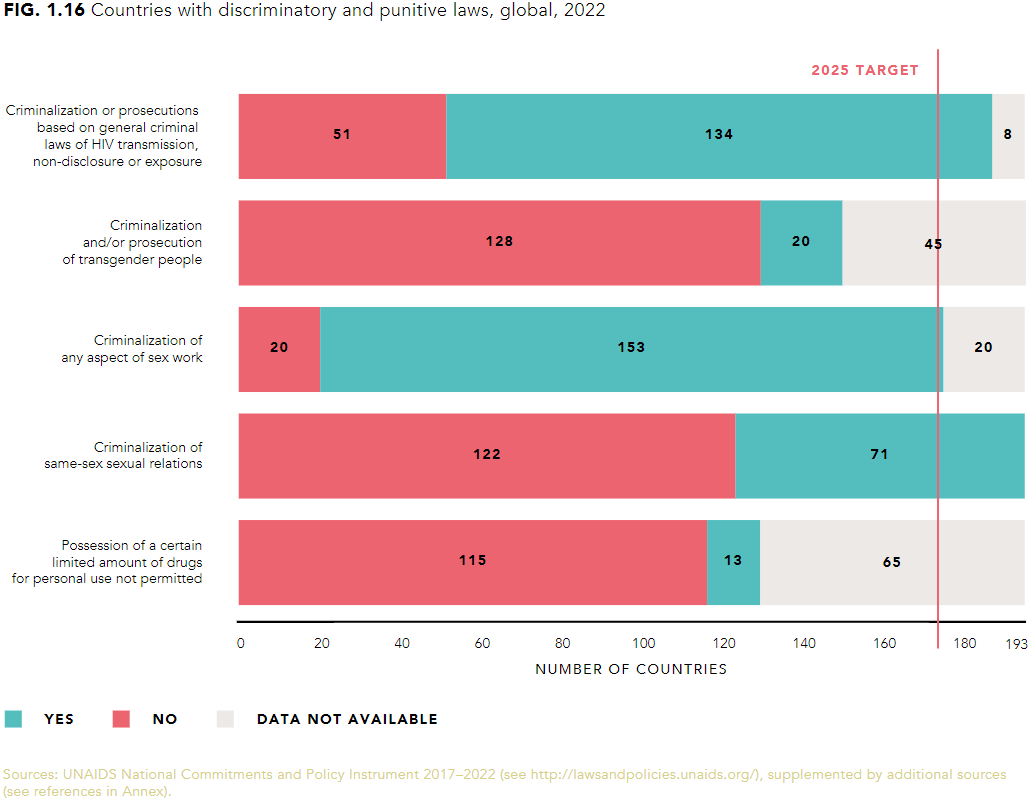 FIG. 1.16 Countries with discriminatory and punitive laws, global, 2022
2025 TARGET
Criminalization or prosecutions
based on general criminal
laws of HIV transmission,
non-disclosure or exposure
51
134
8
Criminalization
and/or prosecution
of transgender people
128
20
45
Criminalization of
any aspect of sex work
20
153
20
Criminalization of
same-sex sexual relations
122
71
Possession of a certain
limited amount of drugs
for personal use not permitted
115
13
65
0 20 40 60 80 100 120 140 160 180 193
NUMBER OF COUNTRIES
YES NO DATA NOT AVAILABLE
Sources: UNAIDS National Commitments and Policy Instrument 2017–2022 (see http://lawsandpolicies.unaids.org/), supplemented by additional sources
(see references in Annex).